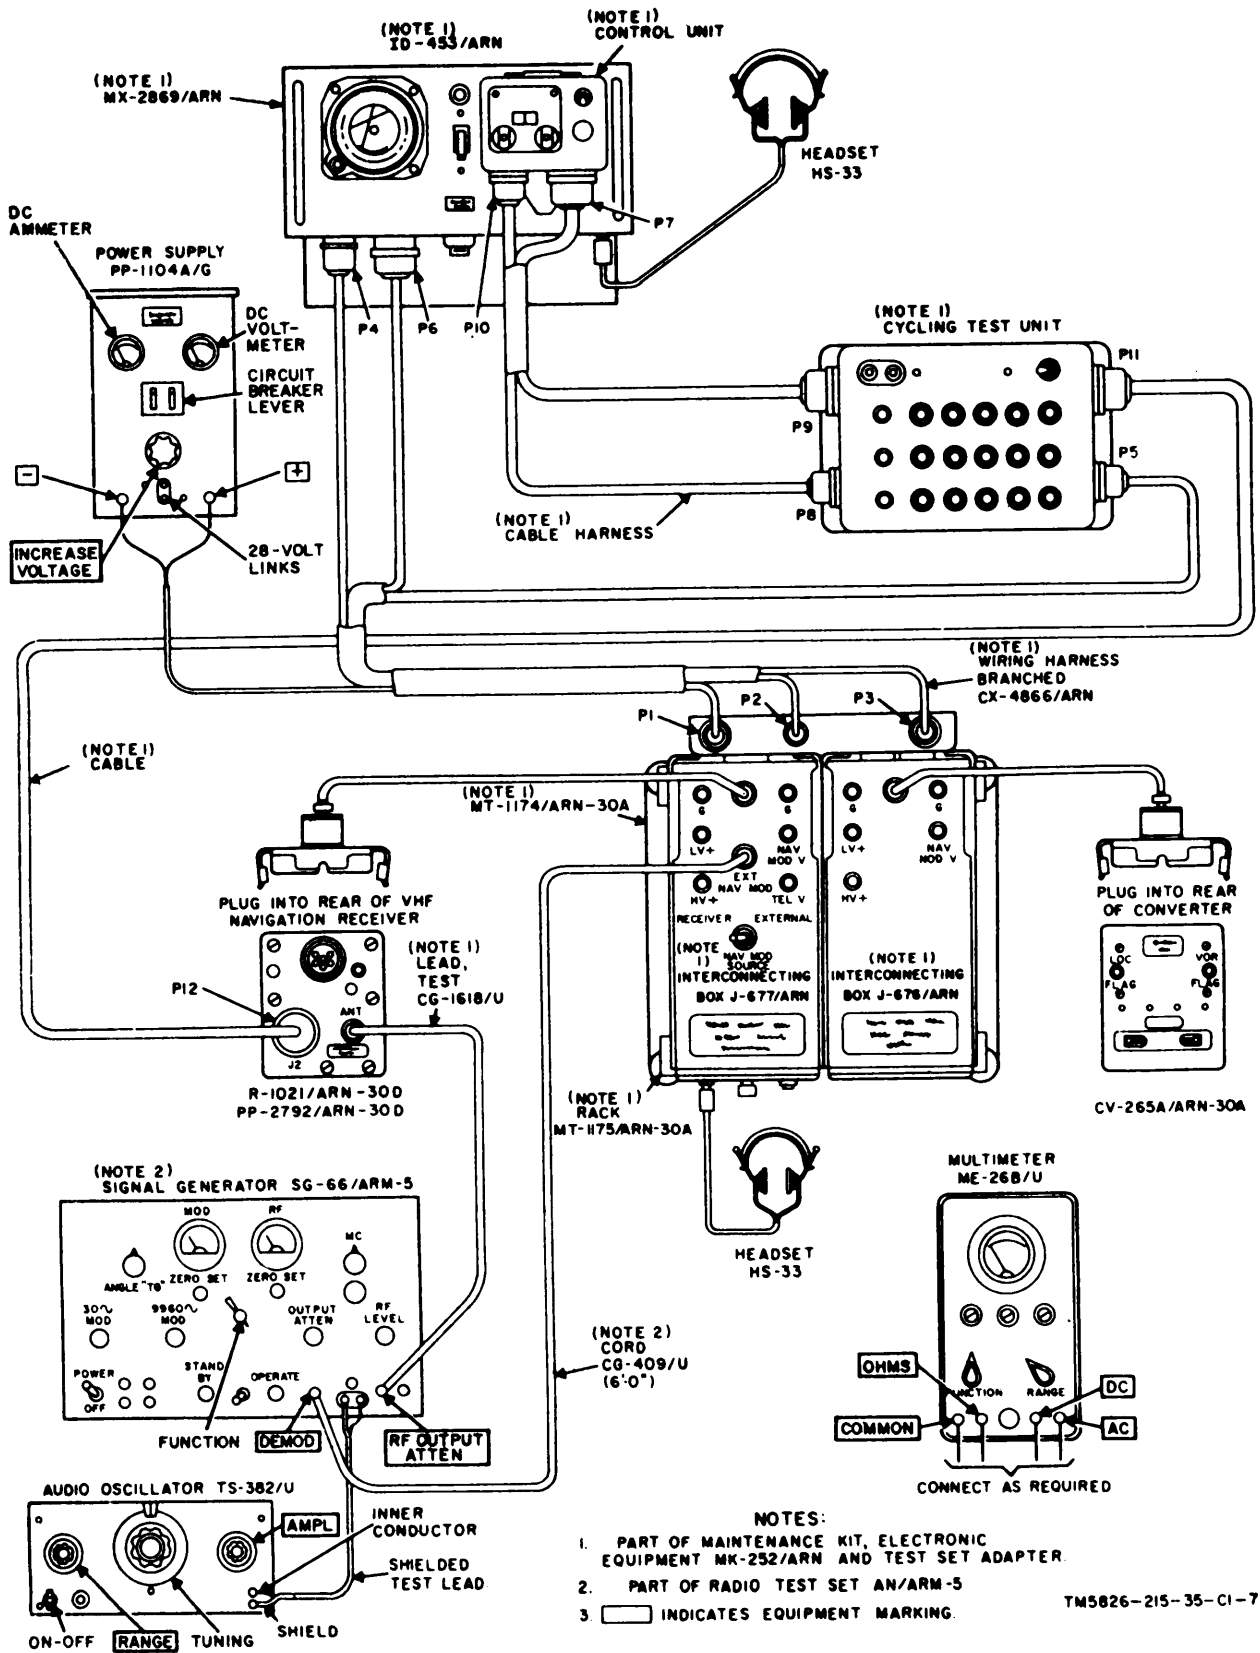 (NOTE 1)
ID-453/ARN
(NOTE 1)
CONTROL UNIT
(NOTE 1)
MX-2869/ARN
HEADSET
HS-33
DC
AMMETER
POWER SUPPLY
PP-1104A/G
P7
P4
P6
P10
DC
VOLT-
METER
CIRCUIT
BREAKER
LEVER
(NOTE 1)
CYCLING TEST UNIT
P11
P9
P5
P8
-
+
(NOTE 1)
CABLE HARNESS
INCREASE
VOLTAGE
28-VOLT
LINKS
(NOTE 1)
WIRING HARNESS
BRANCHED
CX-4866/ARN
P1
P2
P3
(NOTE 1)
CABLE
(NOTE 1)
MT-1174/ARN-30A
G
G
G
LV+
NAV
MOD V
LV+
NAV
MOD V
EXT
NAV MOD
HV+
TEL V
HV+
PLUG INTO REAR OF VHF
NAVIGATION RECEIVER
PLUG INTO REAR
OF CONVERTER
RECEIVER
EXTERNAL
(NOTE
1)
NAV MOD
SOURCE
INTERCONNECTING
BOX J-677/ARN
(NOTE 1)
INTERCONNECTING
BOX J-676/ARN
LOC
FLAG
VOR
FLAG
(NOTE 1)
LEAD,
TEST
CG-1618/U
P12
ANT
J2
R-1021/ARN-30D
PP-2792/ARN-30D
(NOTE 1)
RACK
MT-1175/ARN-30A
CV-265A/ARN-30A
HEADSET
HS-33
(NOTE 2)
SIGNAL GENERATOR SG-66/ARM-5
MOD
RF
MC
ANGLE "TO"
ZERO SET
ZERO SET
30~
MOD
9960~
MOD
OUTPUT
ATTEN
RF
LEVEL
POWER
OFF
STAND
BY
OPERATE
FUNCTION
DEMOD
RF OUTPUT
ATTEN
(NOTE 2)
CORD
CG-409/U
(6'0")
MULTIMETER
ME-26B/U
OHMS
FUNCTION
RANGE
DC
COMMON
AC
CONNECT AS REQUIRED
AUDIO OSCILLATOR TS-382/U
AMPL
INNER
CONDUCTOR
SHIELDED
TEST LEAD
SHIELD
ON-OFF
RANGE
TUNING
NOTES:
1. PART OF MAINTENANCE KIT, ELECTRONIC
EQUIPMENT MK-252/ARN AND TEST SET ADAPTER.
2. PART OF RADIO TEST SET AN/ARM-5
3. INDICATES EQUIPMENT MARKING.
TM5826-215-35-C1-7